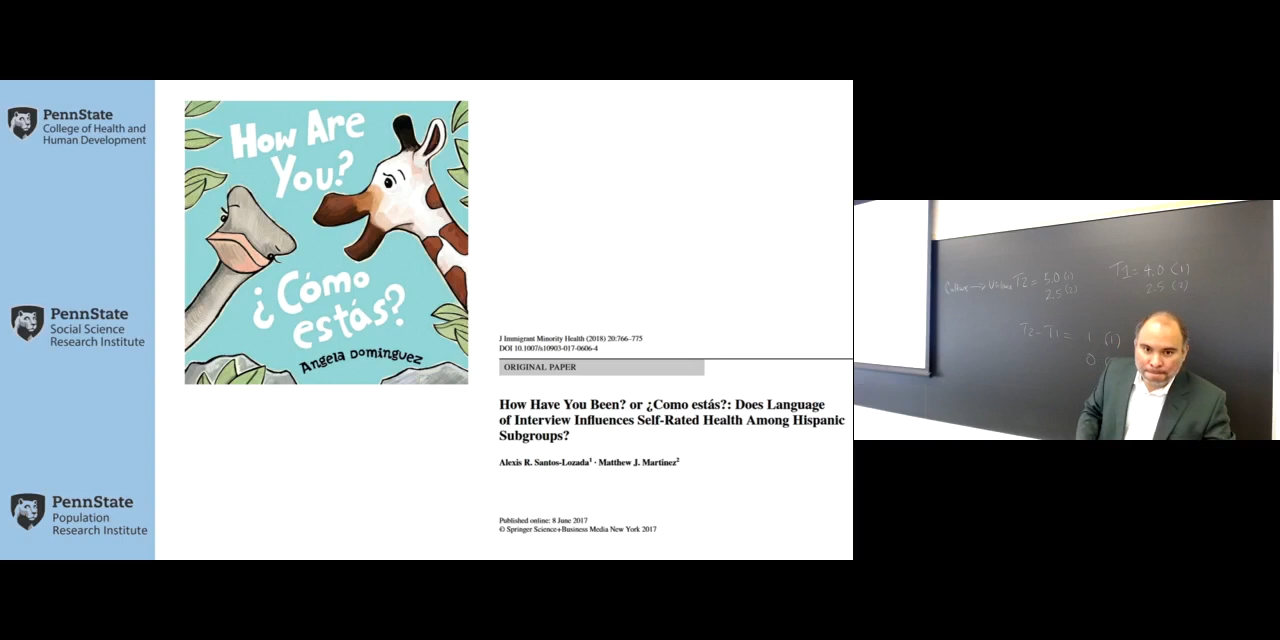 PennState
College of Health and
Human Development
PennState
Social Science
Research Institute
PennState
Population
Research Institute
How Are
You?
¿Cómo
estás?
Angela Dominguez
J Immigrant Minority Health (2018) 20:766–775
DOI 10.1007/s10903-017-0606-4
ORIGINAL PAPER
How Have You Been? or ¿Como estás?: Does Language
of Interview Influences Self-Rated Health Among Hispanic
Subgroups?
Alexis R. Santos-Lozada1 · Matthew J. Martinez2
Published online: 8 June 2017
© Springer Science+Business Media New York 2017
T2 = 5.0 (1)
2.5 (2)
T1 = 4.0 (1)
2.5 (2)
T2 - T1 = 1 (1)
0